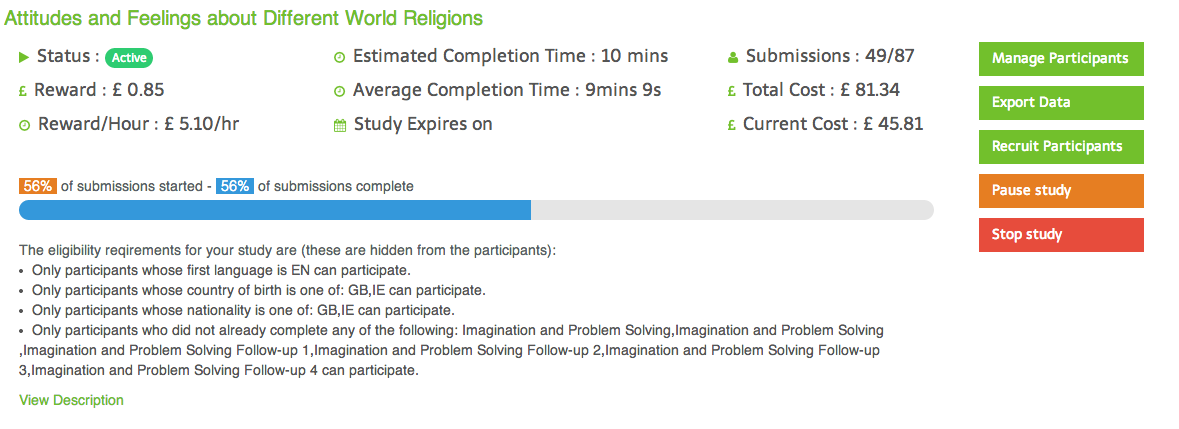 Attitudes and Feelings about Different World Religions
Status : Active
Estimated Completion Time : 10 mins
Submissions : 49/87
Manage Participants
£ Reward : £ 0.85
Average Completion Time : 9mins 9s
£ Total Cost : £ 81.34
Export Data
Reward/Hour : £ 5.10/hr
Study Expires on
£ Current Cost : £ 45.81
Recruit Participants
Pause study
Stop study
56% of submissions started - 56% of submissions complete
The eligibility reqirements for your study are (these are hidden from the participants):
• Only participants whose first language is EN can participate.
• Only participants whose country of birth is one of: GB,IE can participate.
• Only participants whose nationality is one of: GB,IE can participate.
• Only participants who did not already complete any of the following: Imagination and Problem Solving,Imagination and Problem Solving
,Imagination and Problem Solving Follow-up 1,Imagination and Problem Solving Follow-up 2,Imagination and Problem Solving Follow-up
3,Imagination and Problem Solving Follow-up 4 can participate.
View Description